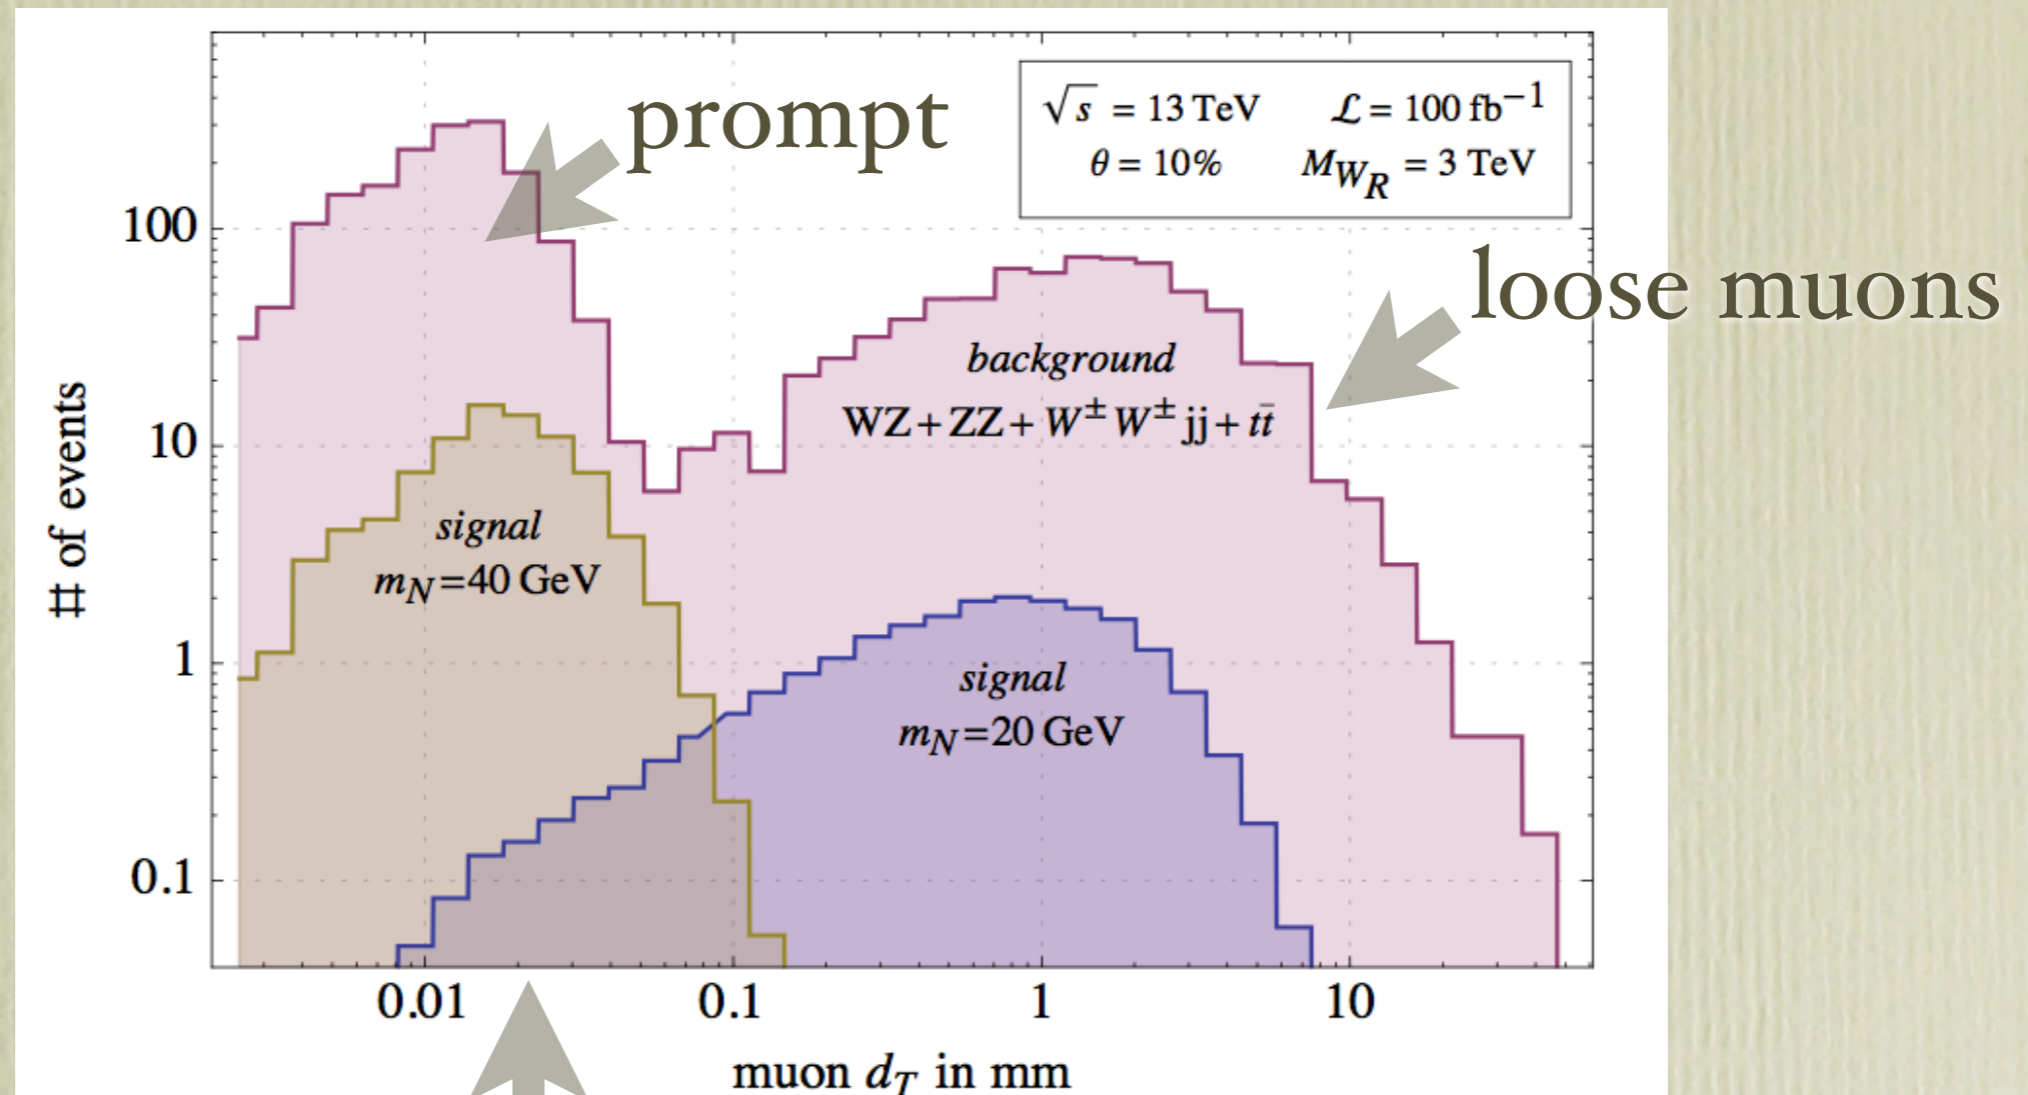 prompt
√s = 13 TeV ℒ = 100 fb⁻¹
θ = 10% M_{W_R} = 3 TeV
loose muons
100
10
1
0.1
# of events
background
WZ+ZZ+W^±W^±jj+tt̄
signal
m_N=40 GeV
signal
m_N=20 GeV
0.01 0.1 1 10
muon d_T in mm